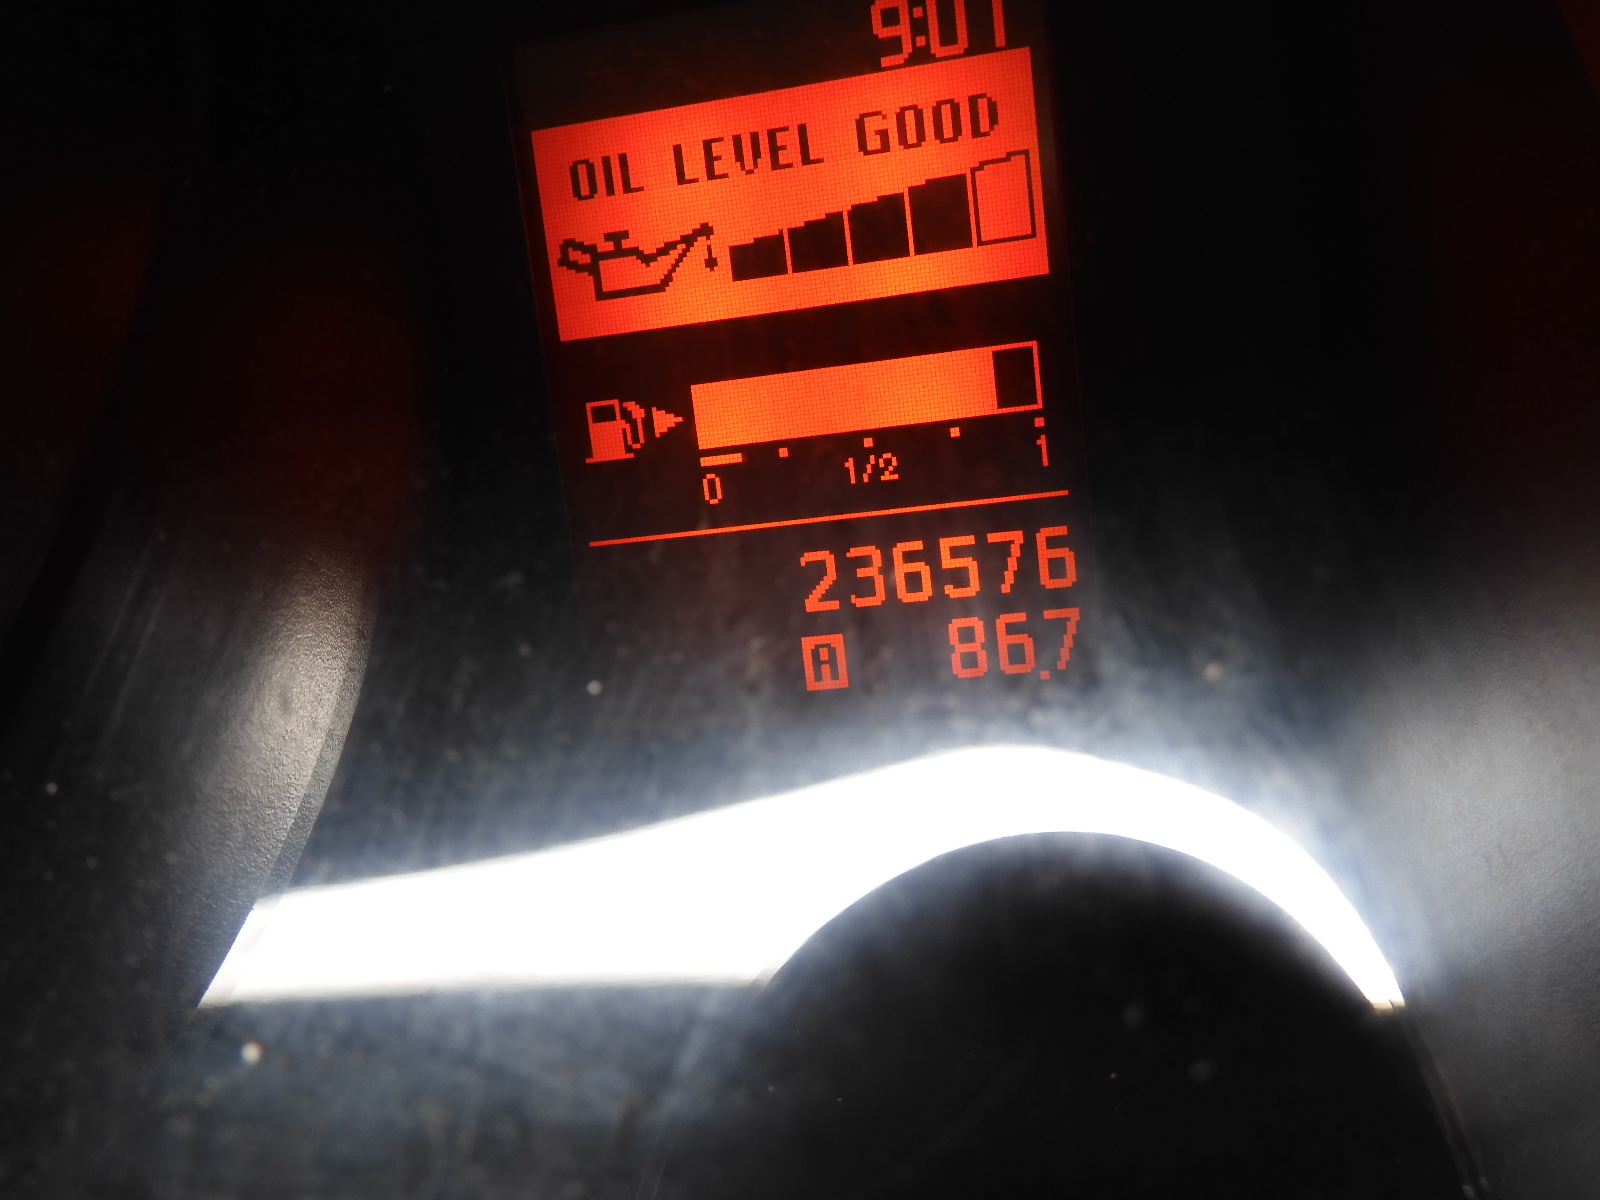 9:01
OIL LEVEL GOOD
0 1/2 1
236576
A 86.7